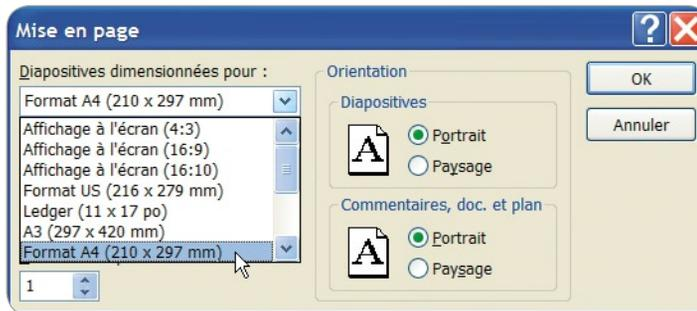 Mise en page
Diapositives dimensionnées pour :
Format A4 (210 x 297 mm)
Affichage à l'écran (4:3)
Affichage à l'écran (16:9)
Affichage à l'écran (16:10)
Format US (216 x 279 mm)
Ledger (11 x 17 po)
A3 (297 x 420 mm)
Format A4 (210 x 297 mm)
1
Orientation
Diapositives
A
Portrait
Paysage
Commentaires, doc. et plan
A
Portrait
Paysage
OK
Annuler